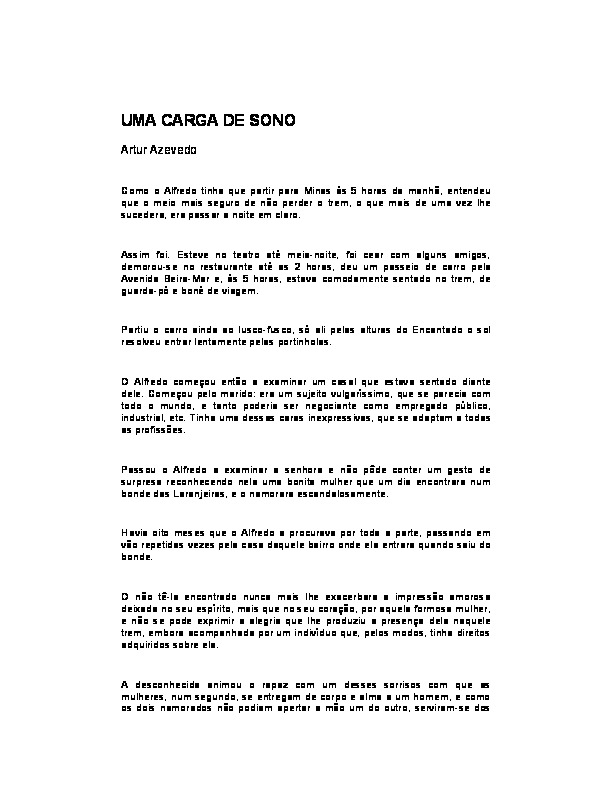 UMA CARGA DE SONO
Artur Azevedo
Como o Alfredo tinha que partir para Minas às 5 horas da manhã, entendeu
que o meio mais seguro de não perder o trem, o que mais de uma vez lhe
sucedera, era passar a noite em claro.
Assim foi. Esteve no teatro até meia-noite, foi cear com alguns amigos,
demorou-se no restaurante até as 2 horas, deu um passeio de carro pela
Avenida Beira-Mar e, às 5 horas, estava comodamente sentado no trem, de
guarda-pó e boné de viagem.
Partiu o carro ainda ao lusco-fusco, só ali pelas alturas do Encantado o sol
resolveu entrar lentamente pelas portinholas.
O Alfredo começou então a examinar um casal que estava sentado diante
dele. Começou pelo marido: era um sujeito vulgaríssimo, que se parecia com
todo o mundo, e tanto poderia ser negociante como empregado público,
industrial, etc. Tinha uma dessas caras inexpressivas, que se adaptam a todas
as profissões.
Passou o Alfredo a examinar a senhora e não pôde conter um gesto de
surpresa reconhecendo nela uma bonita mulher que um dia encontrara num
bonde das Laranjeiras, e o namorara escandalosamente.
Havia oito meses que o Alfredo a procurava por toda a parte, passando em
vão repetidas vezes pela casa daquele bairro onde ela entrara quando saiu do
bonde.
O não tê-la encontrado nunca mais lhe exacerbara a impressão amorosa
deixada no seu espírito, mais que no seu coração, por aquela formosa mulher,
e não se pode exprimir a alegria que lhe produziu a presença dela naquele
trem, embora acompanhada por um indivíduo que, pelos modos, tinha direitos
adquiridos sobre ela.
A desconhecida animou o rapaz com um desses sorrisos com que as
mulheres, num segundo, se entregam de corpo e alma a um homem, e como
os dois namorados não podiam apertar a mão um do outro, serviram-se dos